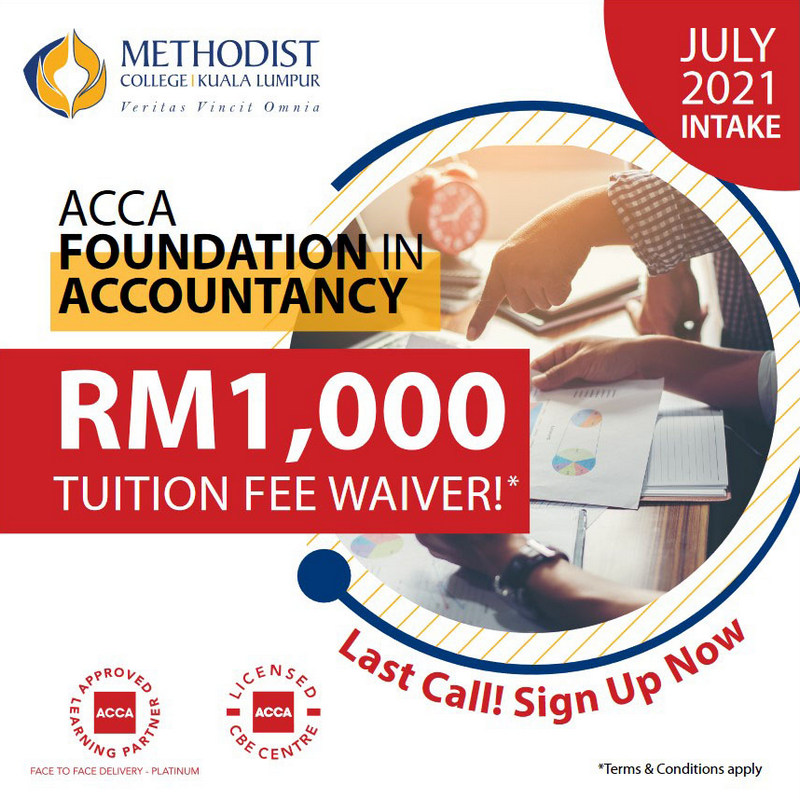 METHODIST
COLLEGE | KUALA LUMPUR
Veritas Vincit Omnia
JULY
2021
INTAKE
ACCA
FOUNDATION IN
ACCOUNTANCY
RM1,000
TUITION FEE WAIVER!*
Last Call! Sign Up Now
APPROVED
ACCA
LEARNING PARTNER
FACE TO FACE DELIVERY - PLATINUM
LICENSED
ACCA
CBE CENTRE
*Terms & Conditions apply